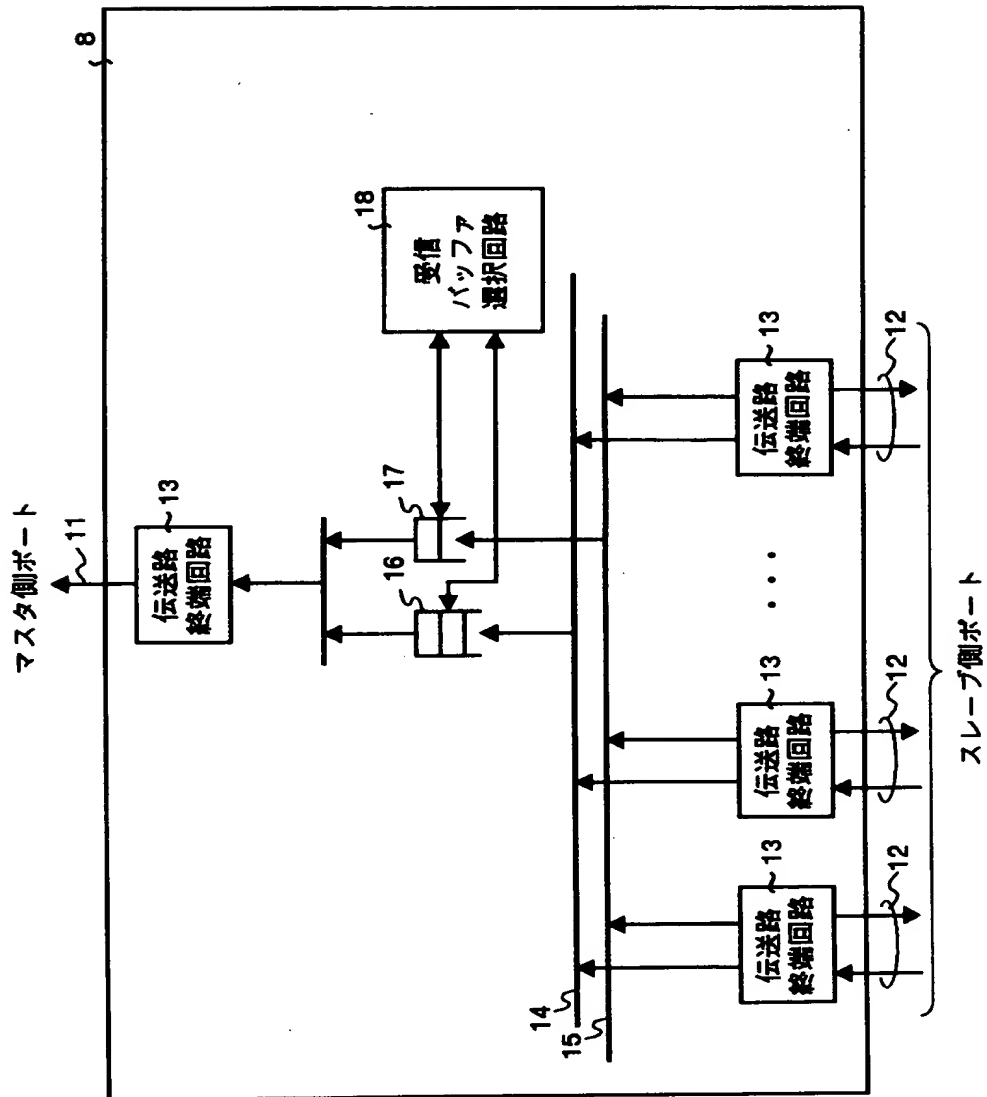 マスタ側ポート
11
8
伝送路
終端回路
13
16
17
18
受信
バッファ
選択回路
14
15
伝送路
終端回路
13
伝送路
終端回路
13
・・・
伝送路
終端回路
13
12
12
12
スレーブ側ポート